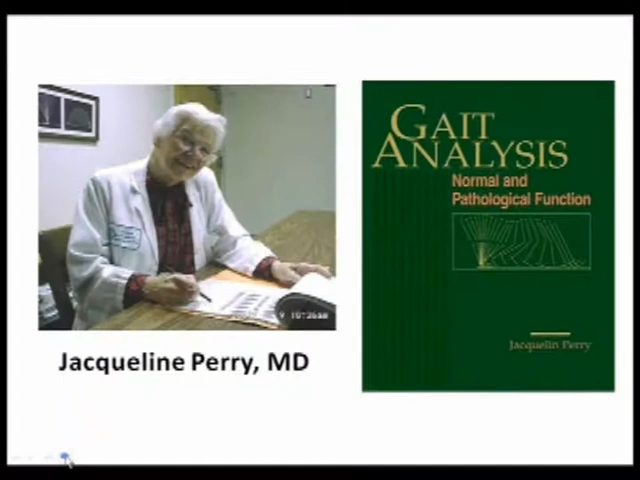 Jacqueline Perry, MD
GAIT
ANALYSIS
Normal and
Pathological Function
Jacquelin Perry